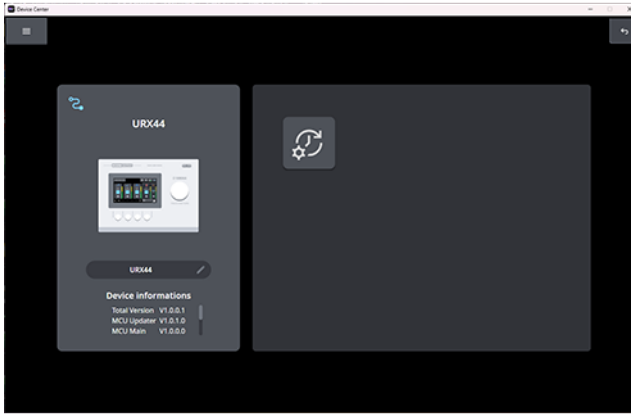 Device Center
URX44
URX44
Device informations
Total Version V1.0.0.1
MCU Updater V1.0.1.0
MCU Main V1.0.0.0